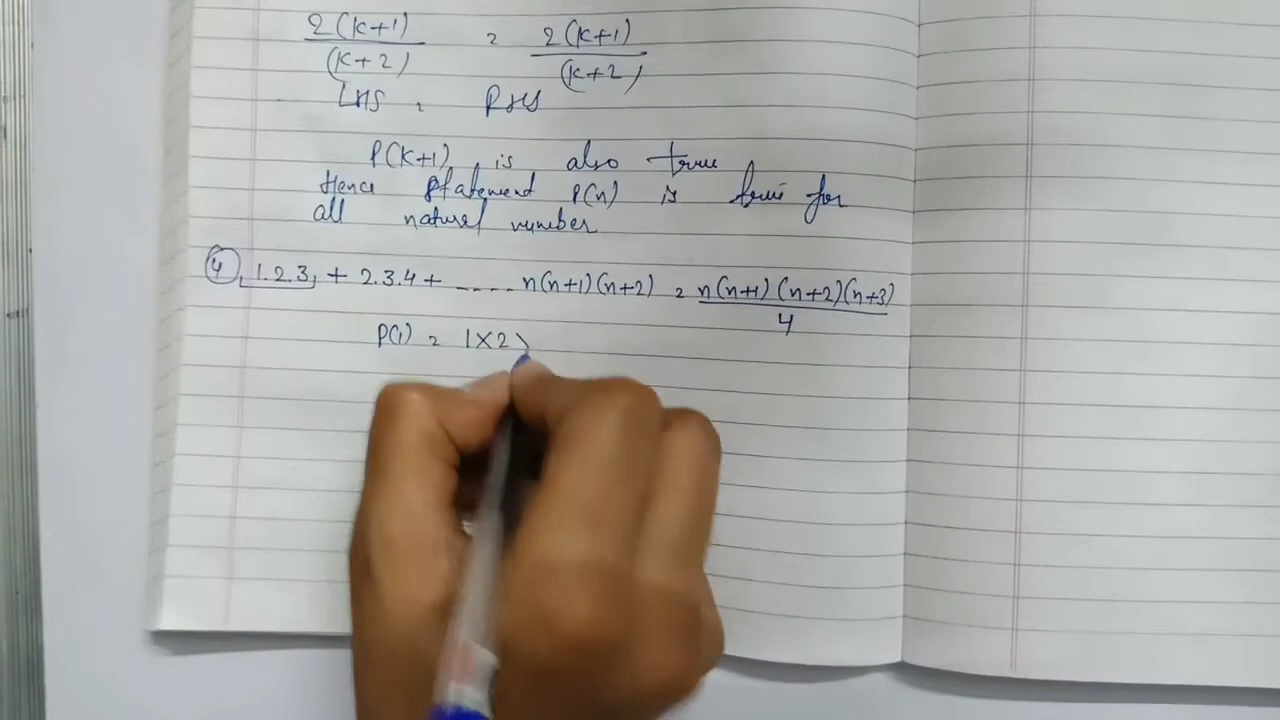 2(k+1) = 2(k+1)
(k+2) (k+2)
LHS = RHS
P(k+1) is also true
Hence statement P(n) is true for
all natural number
(4) 1.2.3 + 2.3.4 + ---- n(n+1)(n+2) = n(n+1)(n+2)(n+3)
4
P(1) = 1×2